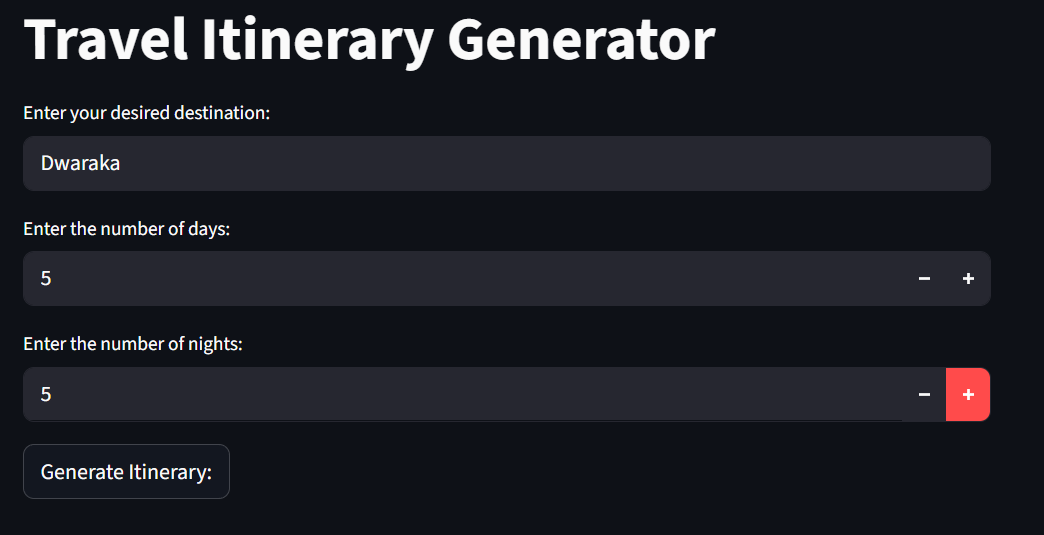 Travel Itinerary Generator
Enter your desired destination:
Dwaraka
Enter the number of days:
5 − +
Enter the number of nights:
5 − +
Generate Itinerary: